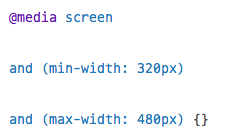 @media screen
and (min-width: 320px)
and (max-width: 480px) {}